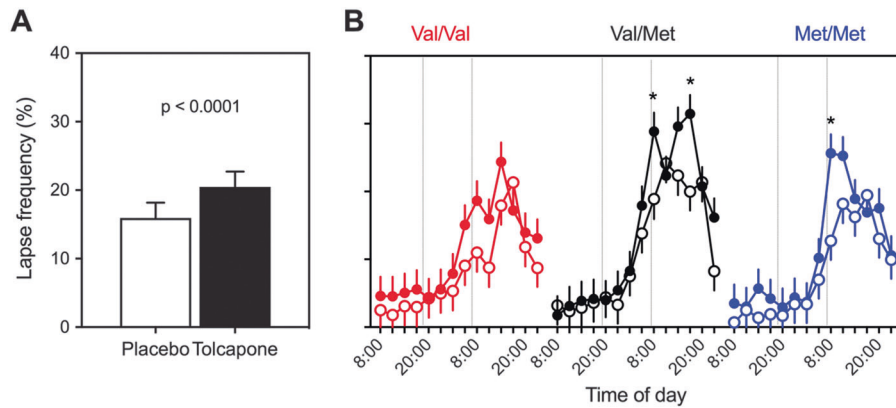 A
40
30
20
10
0
Lapse frequency (%)
p < 0.0001
Placebo Tolcapone
B
Val/Val
Val/Met
Met/Met
*
*
*
8:00
20:00
8:00
20:00
8:00
20:00
8:00
20:00
8:00
20:00
8:00
20:00
Time of day